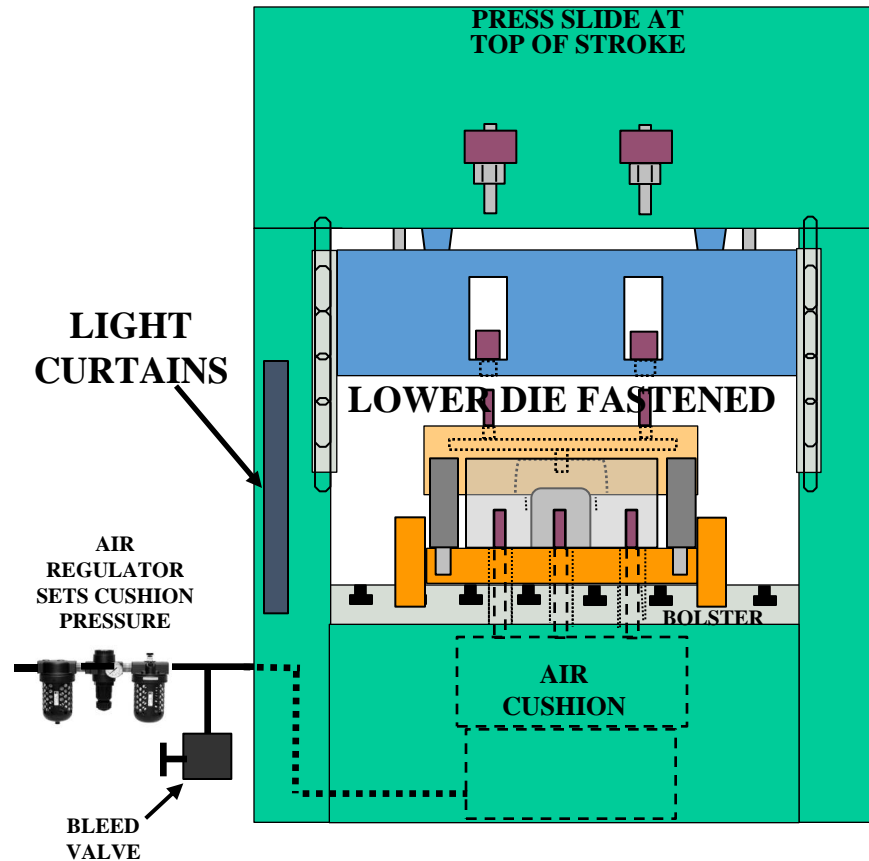 PRESS SLIDE AT
TOP OF STROKE
LIGHT
CURTAINS
LOWER DIE FASTENED
AIR
REGULATOR
SETS CUSHION
PRESSURE
BOLSTER
AIR
CUSHION
BLEED
VALVE